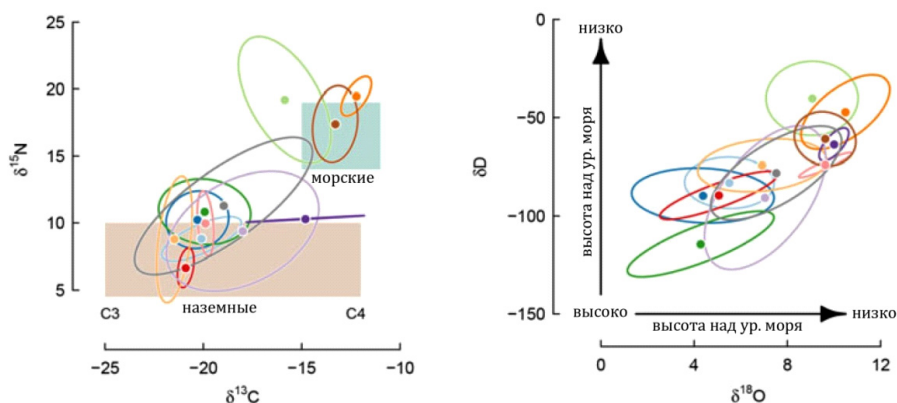 25
20
15
10
5
δ15N
морские
наземные
C3
C4
−25
−20
−15
−10
δ13C
0
−50
−100
−150
δD
низко
высота над ур. моря
высоко
низко
высота над ур. моря
0
4
8
12
δ18O